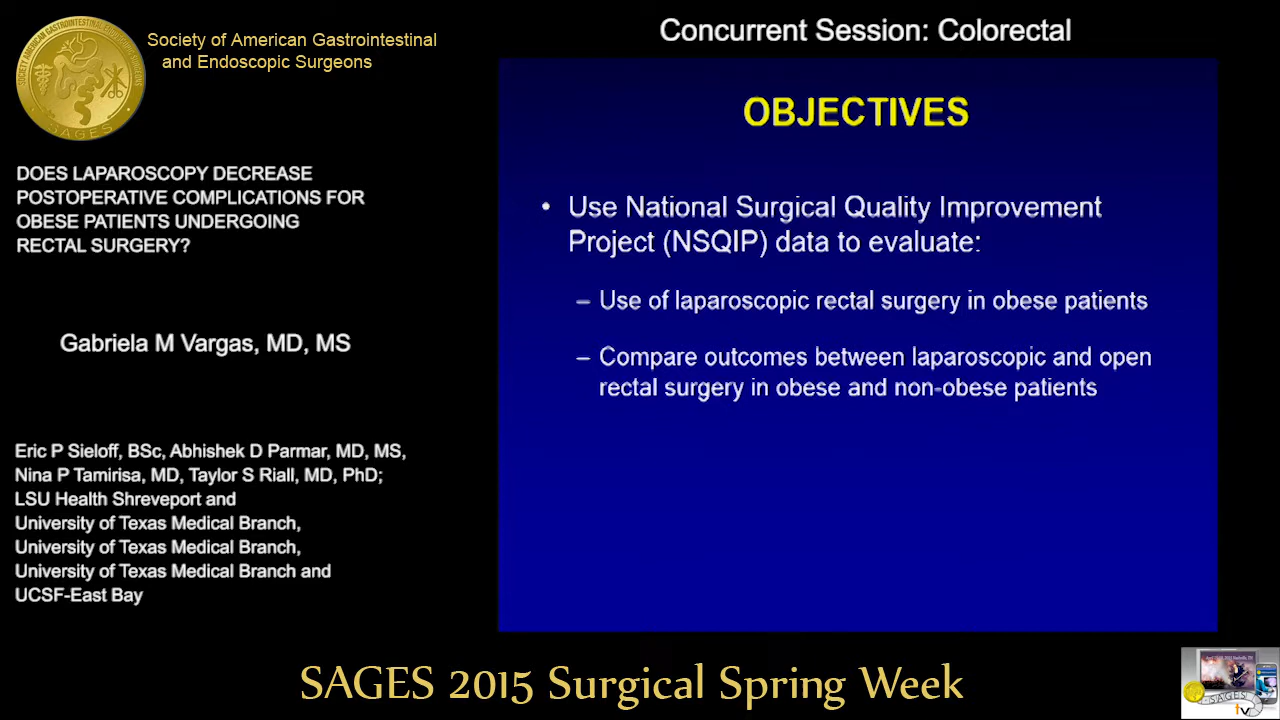 Society of American Gastrointestinal
and Endoscopic Surgeons
SAGES
DOES LAPAROSCOPY DECREASE
POSTOPERATIVE COMPLICATIONS FOR
OBESE PATIENTS UNDERGOING
RECTAL SURGERY?
Gabriela M Vargas, MD, MS
Eric P Sieloff, BSc, Abhishek D Parmar, MD, MS,
Nina P Tamirisa, MD, Taylor S Riall, MD, PhD;
LSU Health Shreveport and
University of Texas Medical Branch,
University of Texas Medical Branch,
University of Texas Medical Branch and
UCSF-East Bay
Concurrent Session: Colorectal
OBJECTIVES
• Use National Surgical Quality Improvement
Project (NSQIP) data to evaluate:
– Use of laparoscopic rectal surgery in obese patients
– Compare outcomes between laparoscopic and open
rectal surgery in obese and non-obese patients
SAGES 2015 Surgical Spring Week
SAGES
tv